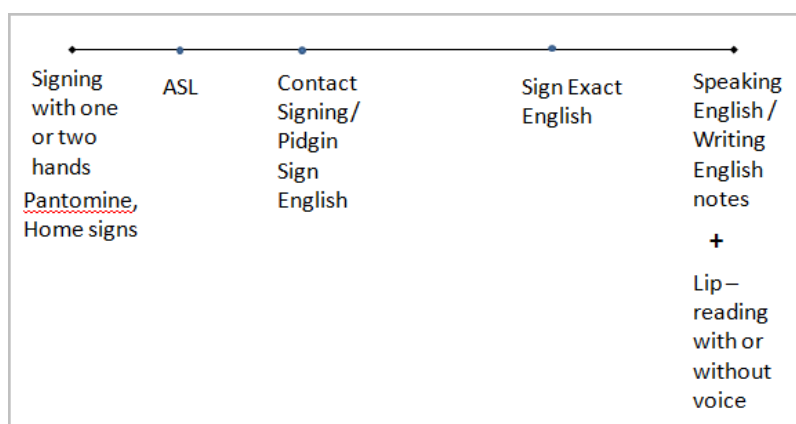 Signing
with one
or two
hands
Pantomine,
Home signs
ASL
Contact
Signing/
Pidgin
Sign
English
Sign Exact
English
Speaking
English /
Writing
English
notes
+
Lip –
reading
with or
without
voice